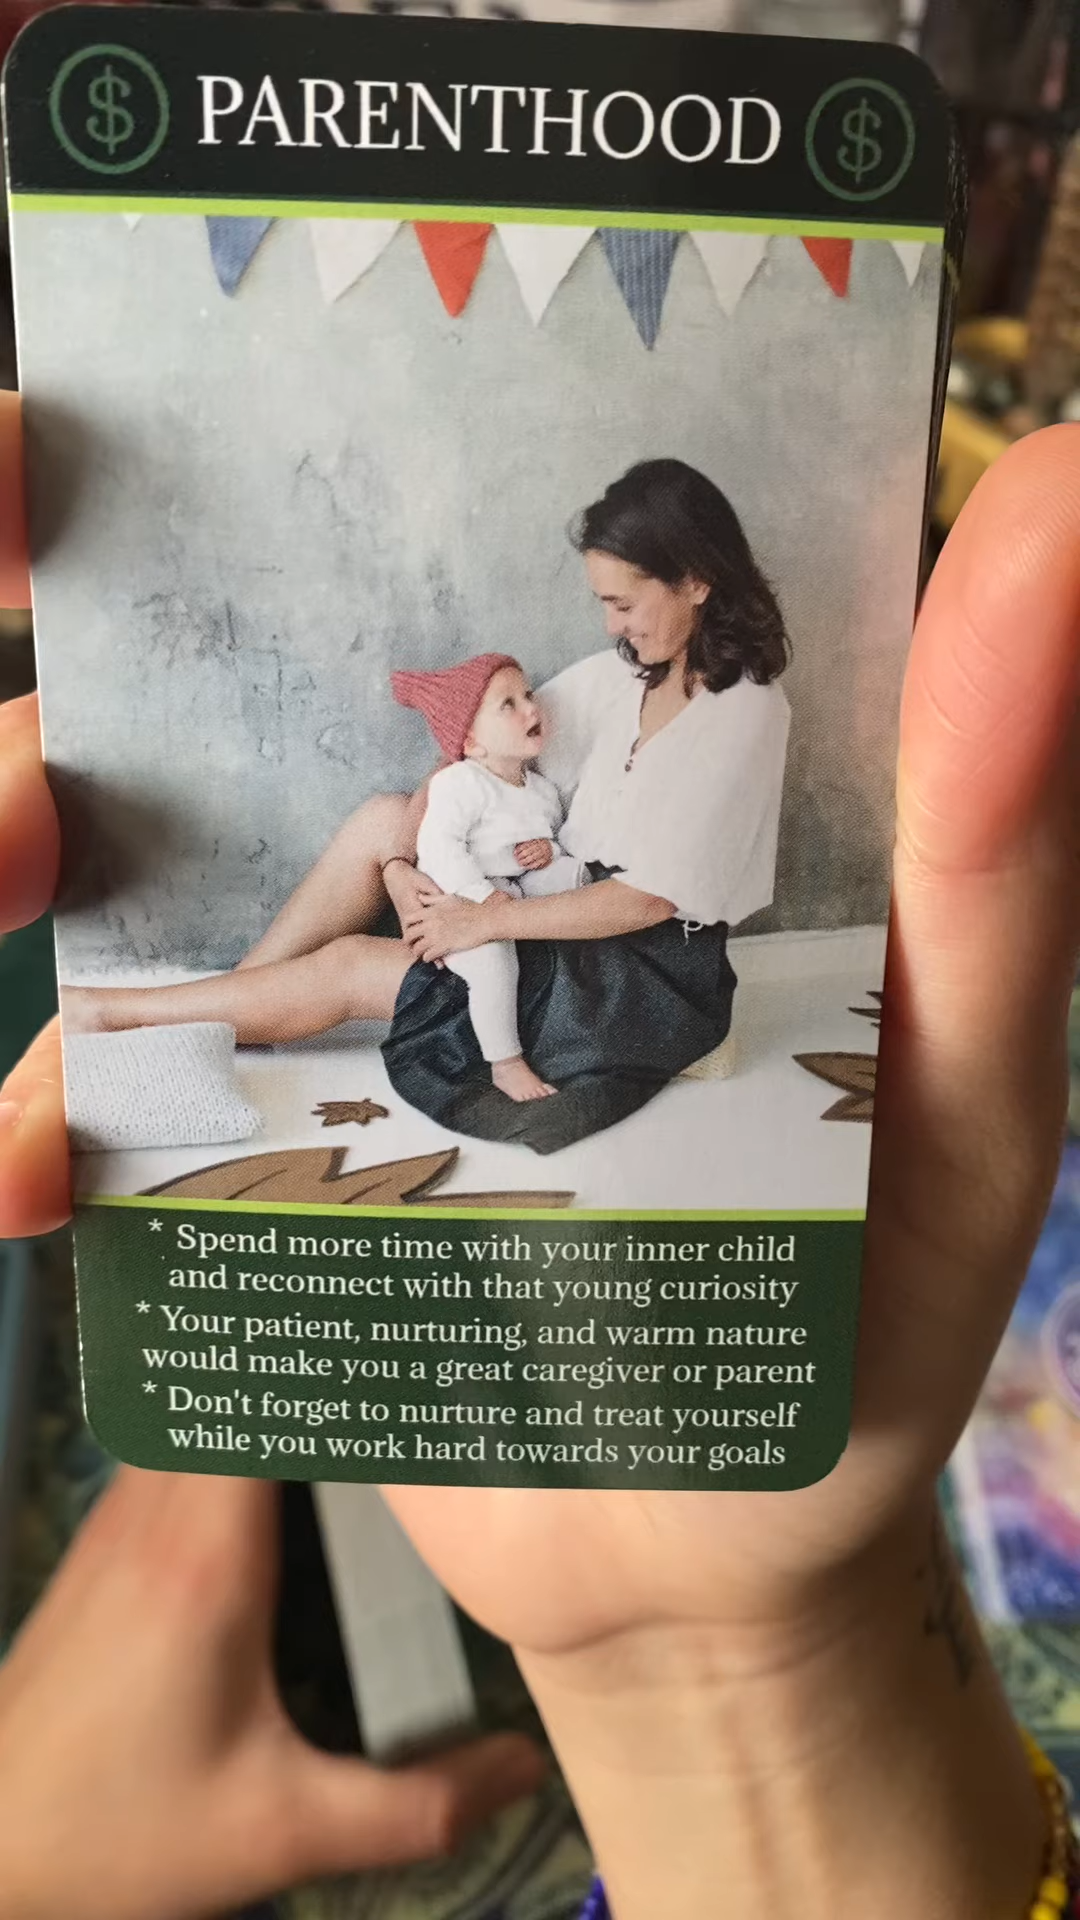 $ PARENTHOOD $
* Spend more time with your inner child
and reconnect with that young curiosity
* Your patient, nurturing, and warm nature
would make you a great caregiver or parent
* Don't forget to nurture and treat yourself
while you work hard towards your goals